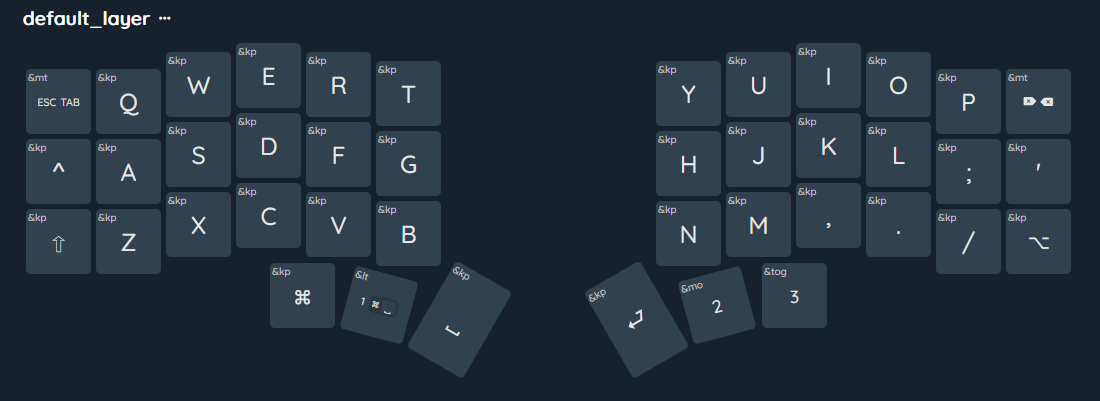 default_layer ···
&mt &kp &kp &kp &kp &kp &kp &kp &kp &kp &kp &mt
ESC TAB Q W E R T Y U I O P ⌦ ⌫
&kp &kp &kp &kp &kp &kp &kp &kp &kp &kp &kp &kp
^ A S D F G H J K L ; '
&kp &kp &kp &kp &kp &kp &kp &kp &kp &kp &kp &kp
⇧ Z X C V B N M , . / ⌥
&kp &lt &kp &kp &mo &tog
⌘ 1 ⌘ ⎵ ⎵ ⏎ 2 3